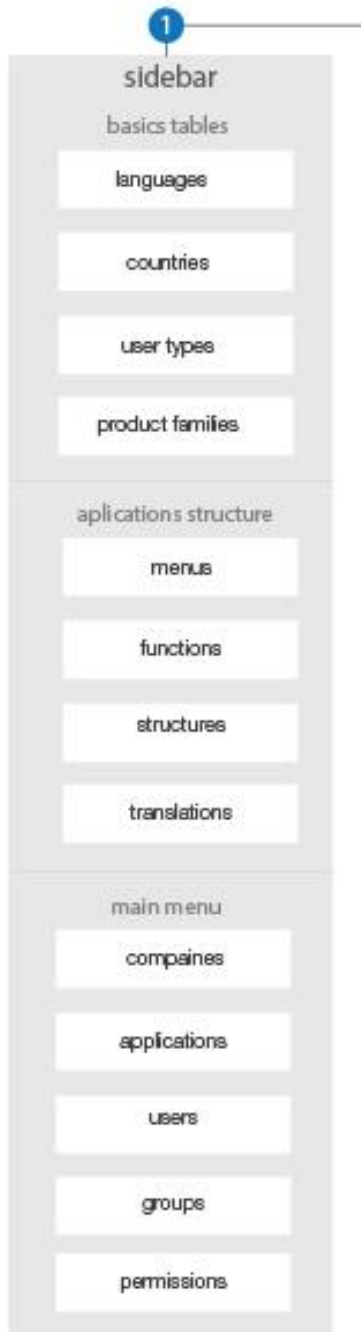 1
sidebar
basics tables
languages
countries
user types
product families
aplications structure
menus
functions
structures
translations
main menu
compaines
applications
users
groups
permissions